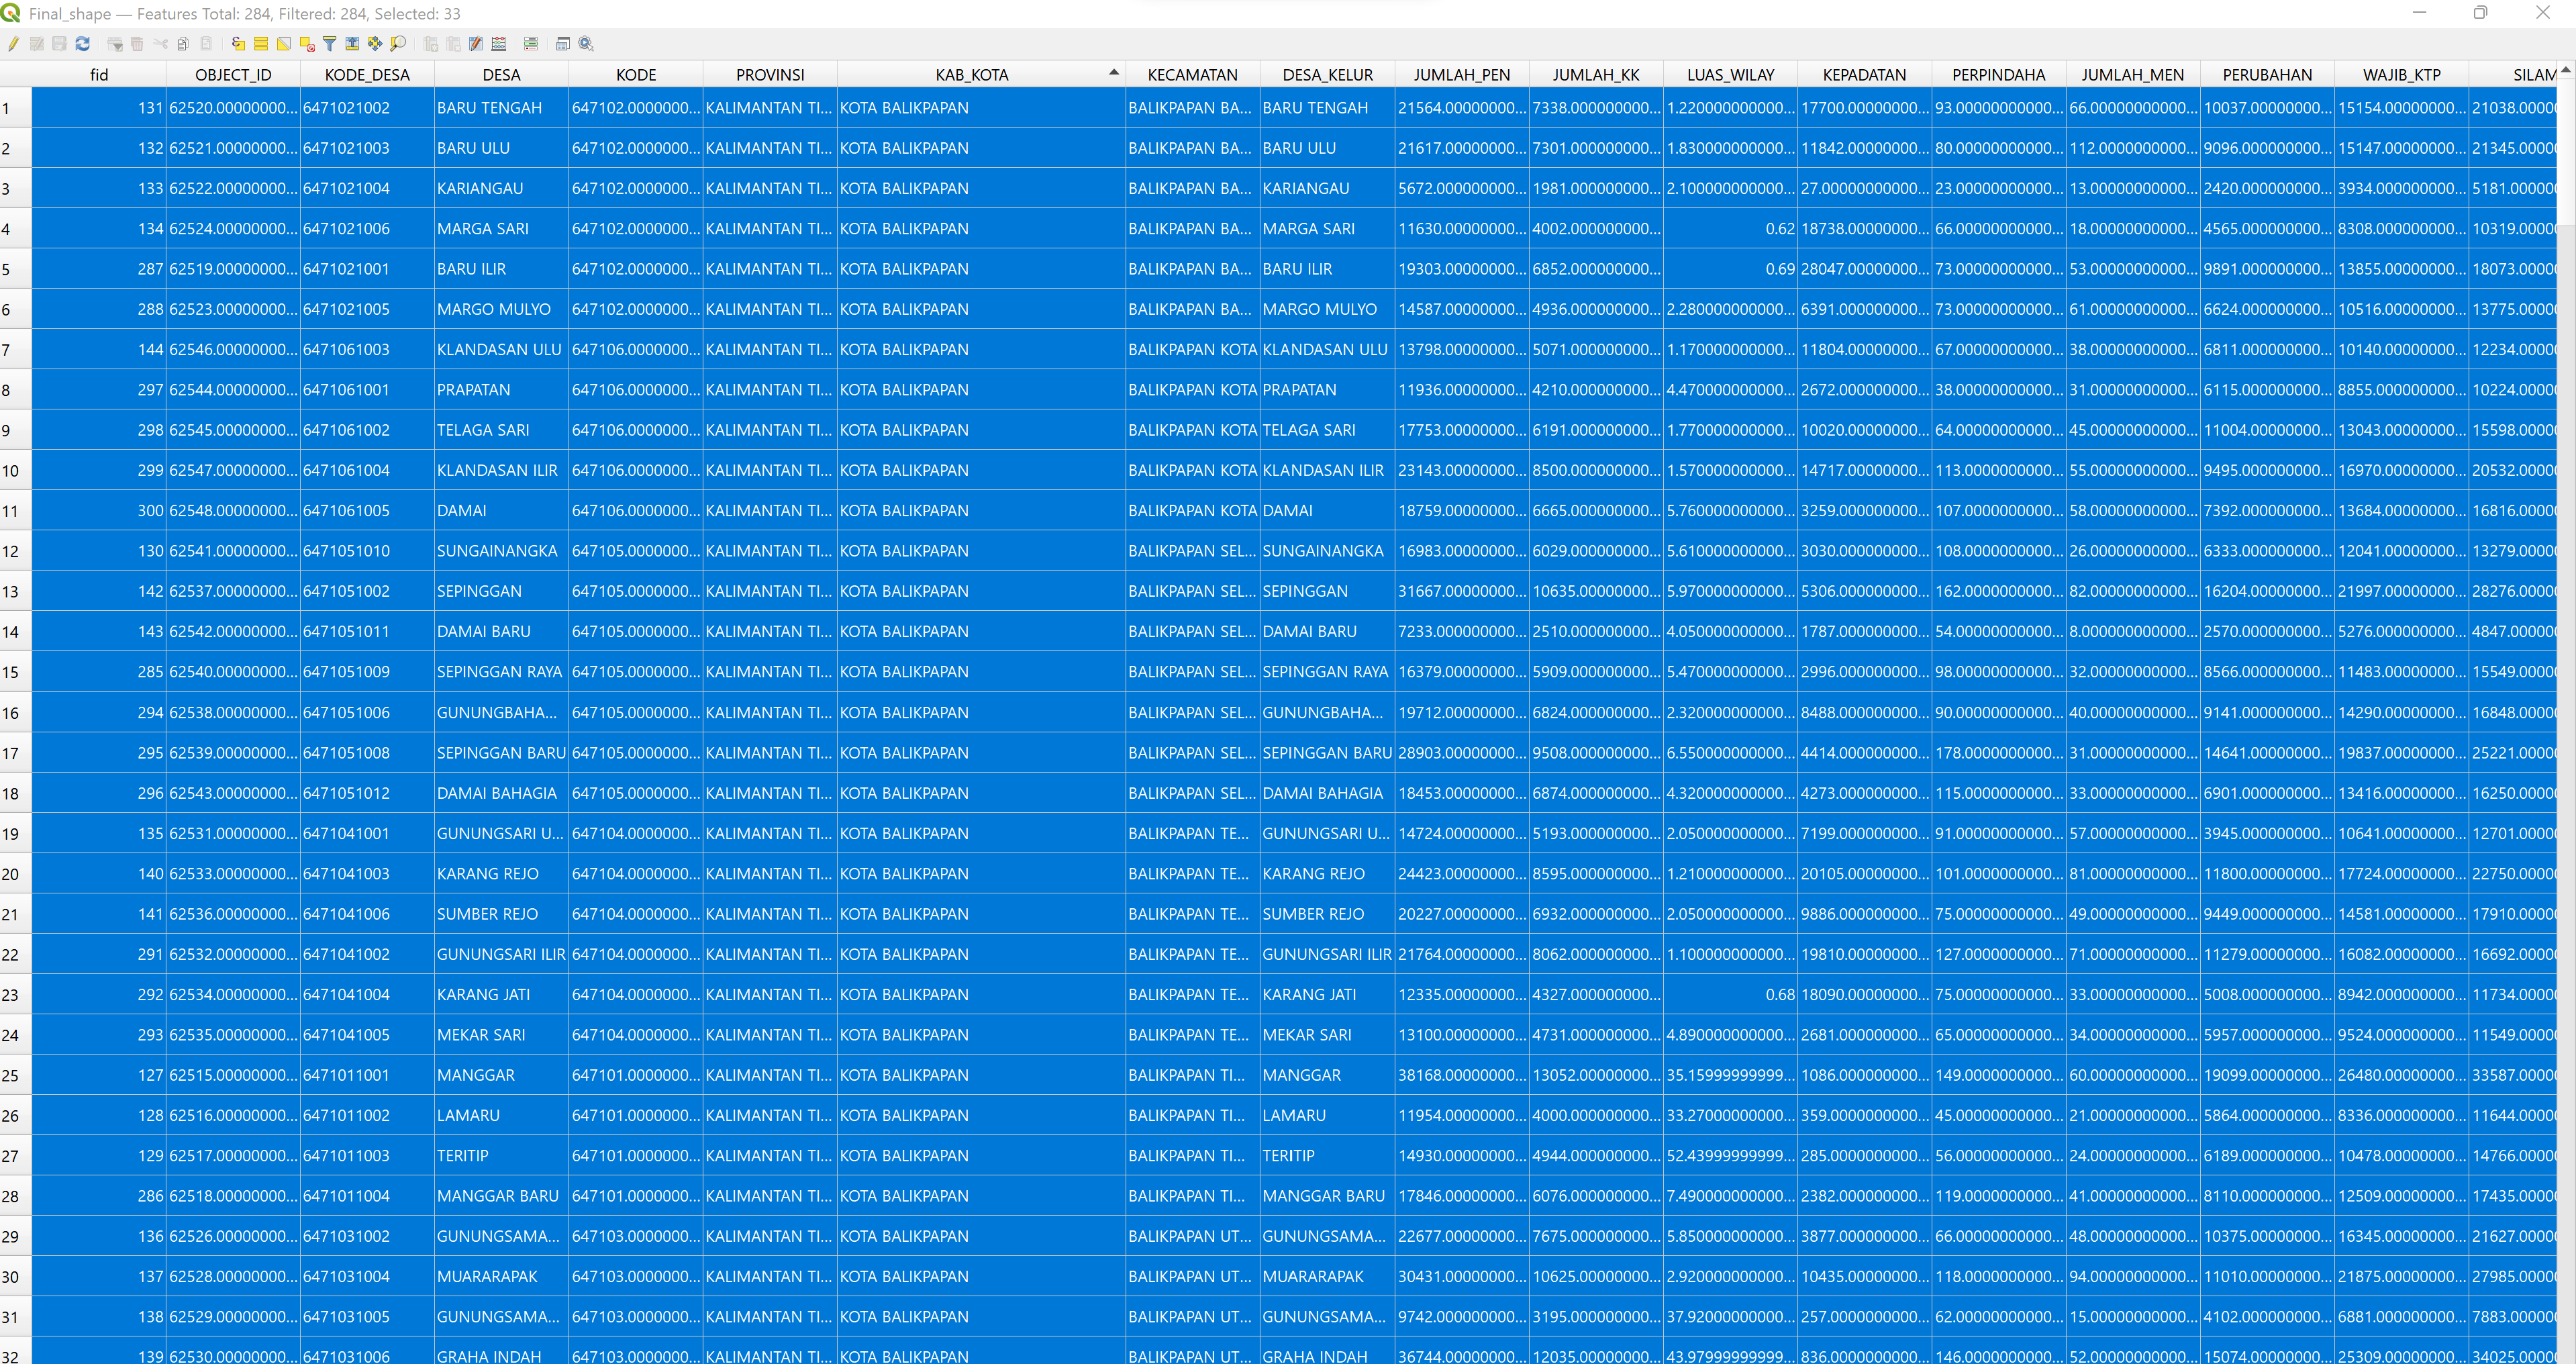 Final_shape — Features Total: 284, Filtered: 284, Selected: 33
fid OBJECT_ID KODE_DESA DESA KODE PROVINSI KAB_KOTA KECAMATAN DESA_KELUR JUMLAH_PEN JUMLAH_KK LUAS_WILAY KEPADATAN PERPINDAHA JUMLAH_MEN PERUBAHAN WAJIB_KTP SILAM
1 131 62520.00000000... 6471021002 BARU TENGAH 647102.0000000... KALIMANTAN TI... KOTA BALIKPAPAN BALIKPAPAN BA... BARU TENGAH 21564.00000000... 7338.000000000... 1.220000000000... 17700.00000000... 93.00000000000... 66.00000000000... 10037.00000000... 15154.00000000... 21038.0000
2 132 62521.00000000... 6471021003 BARU ULU 647102.0000000... KALIMANTAN TI... KOTA BALIKPAPAN BALIKPAPAN BA... BARU ULU 21617.00000000... 7301.000000000... 1.830000000000... 11842.00000000... 80.00000000000... 112.0000000000... 9096.000000000... 15147.00000000... 21345.0000
3 133 62522.00000000... 6471021004 KARIANGAU 647102.0000000... KALIMANTAN TI... KOTA BALIKPAPAN BALIKPAPAN BA... KARIANGAU 5672.000000000... 1981.000000000... 2.100000000000... 27.00000000000... 23.00000000000... 13.00000000000... 2420.000000000... 3934.000000000... 5181.00000
4 134 62524.00000000... 6471021006 MARGA SARI 647102.0000000... KALIMANTAN TI... KOTA BALIKPAPAN BALIKPAPAN BA... MARGA SARI 11630.00000000... 4002.000000000... 0.62 18738.00000000... 66.00000000000... 18.00000000000... 4565.000000000... 8308.000000000... 10319.0000
5 287 62519.00000000... 6471021001 BARU ILIR 647102.0000000... KALIMANTAN TI... KOTA BALIKPAPAN BALIKPAPAN BA... BARU ILIR 19303.00000000... 6852.000000000... 0.69 28047.00000000... 73.00000000000... 53.00000000000... 9891.000000000... 13855.00000000... 18073.0000
6 288 62523.00000000... 6471021005 MARGO MULYO 647102.0000000... KALIMANTAN TI... KOTA BALIKPAPAN BALIKPAPAN BA... MARGO MULYO 14587.00000000... 4936.000000000... 2.280000000000... 6391.000000000... 73.00000000000... 61.00000000000... 6624.000000000... 10516.00000000... 13775.0000
7 144 62546.00000000... 6471061003 KLANDASAN ULU 647106.0000000... KALIMANTAN TI... KOTA BALIKPAPAN BALIKPAPAN KOTA KLANDASAN ULU 13798.00000000... 5071.000000000... 1.170000000000... 11804.00000000... 67.00000000000... 38.00000000000... 6811.000000000... 10140.00000000... 12234.0000
8 297 62544.00000000... 6471061001 PRAPATAN 647106.0000000... KALIMANTAN TI... KOTA BALIKPAPAN BALIKPAPAN KOTA PRAPATAN 11936.00000000... 4210.000000000... 4.470000000000... 2672.000000000... 38.00000000000... 31.00000000000... 6115.000000000... 8855.000000000... 10224.0000
9 298 62545.00000000... 6471061002 TELAGA SARI 647106.0000000... KALIMANTAN TI... KOTA BALIKPAPAN BALIKPAPAN KOTA TELAGA SARI 17753.00000000... 6191.000000000... 1.770000000000... 10020.00000000... 64.00000000000... 45.00000000000... 11004.00000000... 13043.00000000... 15598.0000
10 299 62547.00000000... 6471061004 KLANDASAN ILIR 647106.0000000... KALIMANTAN TI... KOTA BALIKPAPAN BALIKPAPAN KOTA KLANDASAN ILIR 23143.00000000... 8500.000000000... 1.570000000000... 14717.00000000... 113.0000000000... 55.00000000000... 9495.000000000... 16970.00000000... 20532.0000
11 300 62548.00000000... 6471061005 DAMAI 647106.0000000... KALIMANTAN TI... KOTA BALIKPAPAN BALIKPAPAN KOTA DAMAI 18759.00000000... 6665.000000000... 5.760000000000... 3259.000000000... 107.0000000000... 58.00000000000... 7392.000000000... 13684.00000000... 16816.0000
12 130 62541.00000000... 6471051010 SUNGAINANGKA 647105.0000000... KALIMANTAN TI... KOTA BALIKPAPAN BALIKPAPAN SEL... SUNGAINANGKA 16983.00000000... 6029.000000000... 5.610000000000... 3030.000000000... 108.0000000000... 26.00000000000... 6333.000000000... 12041.00000000... 13279.0000
13 142 62537.00000000... 6471051002 SEPINGGAN 647105.0000000... KALIMANTAN TI... KOTA BALIKPAPAN BALIKPAPAN SEL... SEPINGGAN 31667.00000000... 10635.00000000... 5.970000000000... 5306.000000000... 162.0000000000... 82.00000000000... 16204.00000000... 21997.00000000... 28276.0000
14 143 62542.00000000... 6471051011 DAMAI BARU 647105.0000000... KALIMANTAN TI... KOTA BALIKPAPAN BALIKPAPAN SEL... DAMAI BARU 7233.000000000... 2510.000000000... 4.050000000000... 1787.000000000... 54.00000000000... 8.000000000000... 2570.000000000... 5276.000000000... 4847.00000
15 285 62540.00000000... 6471051009 SEPINGGAN RAYA 647105.0000000... KALIMANTAN TI... KOTA BALIKPAPAN BALIKPAPAN SEL... SEPINGGAN RAYA 16379.00000000... 5909.000000000... 5.470000000000... 2996.000000000... 98.00000000000... 32.00000000000... 8566.000000000... 11483.00000000... 15549.0000
16 294 62538.00000000... 6471051006 GUNUNGBAHA... 647105.0000000... KALIMANTAN TI... KOTA BALIKPAPAN BALIKPAPAN SEL... GUNUNGBAHA... 19712.00000000... 6824.000000000... 2.320000000000... 8488.000000000... 90.00000000000... 40.00000000000... 9141.000000000... 14290.00000000... 16848.0000
17 295 62539.00000000... 6471051008 SEPINGGAN BARU 647105.0000000... KALIMANTAN TI... KOTA BALIKPAPAN BALIKPAPAN SEL... SEPINGGAN BARU 28903.00000000... 9508.000000000... 6.550000000000... 4414.000000000... 178.0000000000... 31.00000000000... 14641.00000000... 19837.00000000... 25221.0000
18 296 62543.00000000... 6471051012 DAMAI BAHAGIA 647105.0000000... KALIMANTAN TI... KOTA BALIKPAPAN BALIKPAPAN SEL... DAMAI BAHAGIA 18453.00000000... 6874.000000000... 4.320000000000... 4273.000000000... 115.0000000000... 33.00000000000... 6901.000000000... 13416.00000000... 16250.0000
19 135 62531.00000000... 6471041001 GUNUNGSARI U... 647104.0000000... KALIMANTAN TI... KOTA BALIKPAPAN BALIKPAPAN TE... GUNUNGSARI U... 14724.00000000... 5193.000000000... 2.050000000000... 7199.000000000... 91.00000000000... 57.00000000000... 3945.000000000... 10641.00000000... 12701.0000
20 140 62533.00000000... 6471041003 KARANG REJO 647104.0000000... KALIMANTAN TI... KOTA BALIKPAPAN BALIKPAPAN TE... KARANG REJO 24423.00000000... 8595.000000000... 1.210000000000... 20105.00000000... 101.0000000000... 81.00000000000... 11800.00000000... 17724.00000000... 22750.0000
21 141 62536.00000000... 6471041006 SUMBER REJO 647104.0000000... KALIMANTAN TI... KOTA BALIKPAPAN BALIKPAPAN TE... SUMBER REJO 20227.00000000... 6932.000000000... 2.050000000000... 9886.000000000... 75.00000000000... 49.00000000000... 9449.000000000... 14581.00000000... 17910.0000
22 291 62532.00000000... 6471041002 GUNUNGSARI ILIR 647104.0000000... KALIMANTAN TI... KOTA BALIKPAPAN BALIKPAPAN TE... GUNUNGSARI ILIR 21764.00000000... 8062.000000000... 1.100000000000... 19810.00000000... 127.0000000000... 71.00000000000... 11279.00000000... 16082.00000000... 16692.0000
23 292 62534.00000000... 6471041004 KARANG JATI 647104.0000000... KALIMANTAN TI... KOTA BALIKPAPAN BALIKPAPAN TE... KARANG JATI 12335.00000000... 4327.000000000... 0.68 18090.00000000... 75.00000000000... 33.00000000000... 5008.000000000... 8942.000000000... 11734.0000
24 293 62535.00000000... 6471041005 MEKAR SARI 647104.0000000... KALIMANTAN TI... KOTA BALIKPAPAN BALIKPAPAN TE... MEKAR SARI 13100.00000000... 4731.000000000... 4.890000000000... 2681.000000000... 65.00000000000... 34.00000000000... 5957.000000000... 9524.000000000... 11549.0000
25 127 62515.00000000... 6471011001 MANGGAR 647101.0000000... KALIMANTAN TI... KOTA BALIKPAPAN BALIKPAPAN TI... MANGGAR 38168.00000000... 13052.00000000... 35.15999999999... 1086.000000000... 149.0000000000... 60.00000000000... 19099.00000000... 26480.00000000... 33587.0000
26 128 62516.00000000... 6471011002 LAMARU 647101.0000000... KALIMANTAN TI... KOTA BALIKPAPAN BALIKPAPAN TI... LAMARU 11954.00000000... 4000.000000000... 33.27000000000... 359.0000000000... 45.00000000000... 21.00000000000... 5864.000000000... 8336.000000000... 11644.0000
27 129 62517.00000000... 6471011003 TERITIP 647101.0000000... KALIMANTAN TI... KOTA BALIKPAPAN BALIKPAPAN TI... TERITIP 14930.00000000... 4944.000000000... 52.43999999999... 285.0000000000... 56.00000000000... 24.00000000000... 6189.000000000... 10478.00000000... 14766.0000
28 286 62518.00000000... 6471011004 MANGGAR BARU 647101.0000000... KALIMANTAN TI... KOTA BALIKPAPAN BALIKPAPAN TI... MANGGAR BARU 17846.00000000... 6076.000000000... 7.490000000000... 2382.000000000... 119.0000000000... 41.00000000000... 8110.000000000... 12509.00000000... 17435.0000
29 136 62526.00000000... 6471031002 GUNUNGSAMA... 647103.0000000... KALIMANTAN TI... KOTA BALIKPAPAN BALIKPAPAN UT... GUNUNGSAMA... 22677.00000000... 7675.000000000... 5.850000000000... 3877.000000000... 66.00000000000... 48.00000000000... 10375.00000000... 16345.00000000... 21627.0000
30 137 62528.00000000... 6471031004 MUARARAPAK 647103.0000000... KALIMANTAN TI... KOTA BALIKPAPAN BALIKPAPAN UT... MUARARAPAK 30431.00000000... 10625.00000000... 2.920000000000... 10435.00000000... 118.0000000000... 94.00000000000... 11010.00000000... 21875.00000000... 27985.0000
31 138 62529.00000000... 6471031005 GUNUNGSAMA... 647103.0000000... KALIMANTAN TI... KOTA BALIKPAPAN BALIKPAPAN UT... GUNUNGSAMA... 9742.000000000... 3195.000000000... 37.92000000000... 257.0000000000... 62.00000000000... 15.00000000000... 4102.000000000... 6881.000000000... 7883.00000
32 139 62530.00000000... 6471031006 GRAHA INDAH 647103.0000000... KALIMANTAN TI... KOTA BALIKPAPAN BALIKPAPAN UT... GRAHA INDAH 36744.00000000... 12035.00000000... 43.97999999999... 836.0000000000... 146.0000000000... 52.00000000000... 15074.00000000... 25309.00000000... 34025.0000